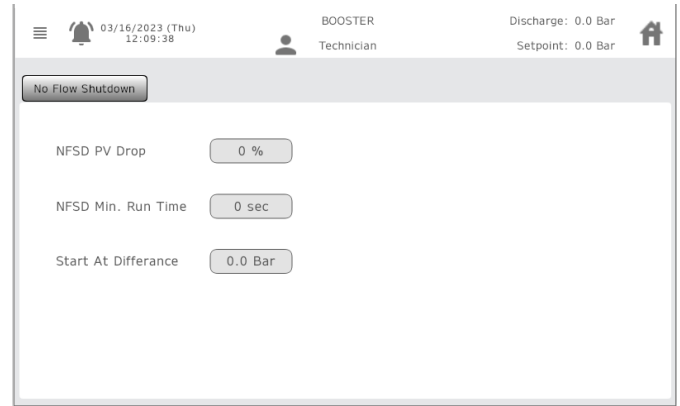 03/16/2023 (Thu)
12:09:38
BOOSTER
Technician
Discharge: 0.0 Bar
Setpoint: 0.0 Bar
No Flow Shutdown
NFSD PV Drop 0 %
NFSD Min. Run Time 0 sec
Start At Differance 0.0 Bar